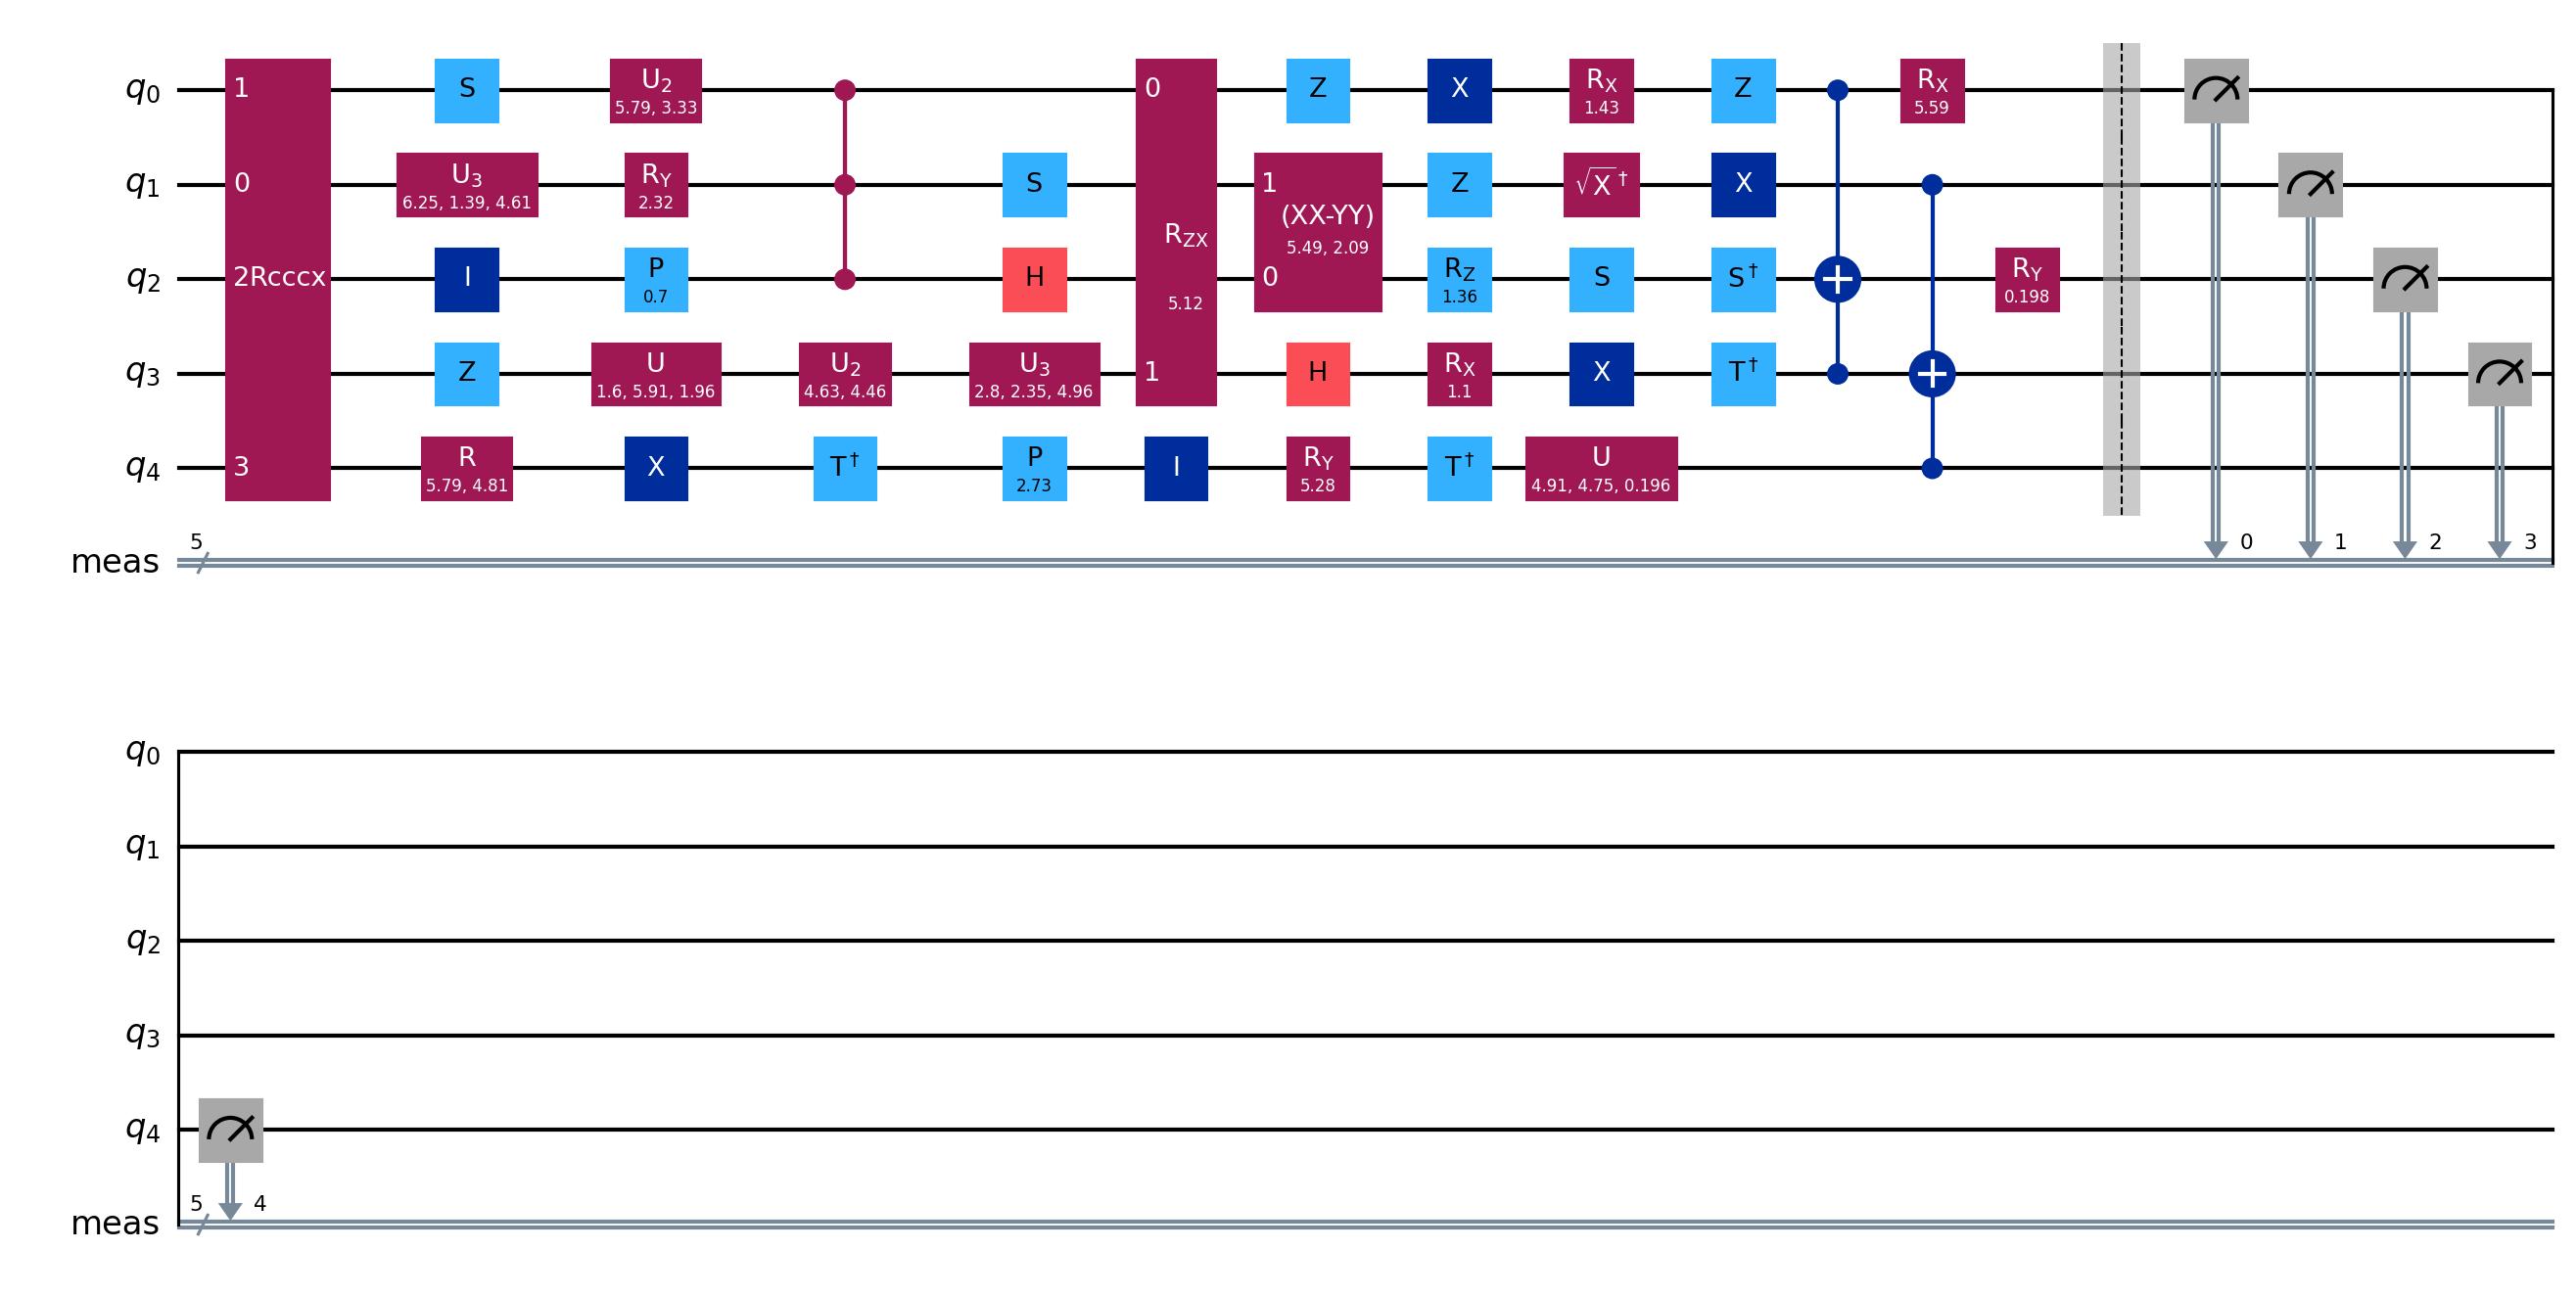 q0 1 S U2 5.79, 3.33 0 Z X RX 1.43 Z RX 5.59
q1 0 U3 6.25, 1.39, 4.61 RY 2.32 S RZX 5.12 1 (XX-YY) 5.49, 2.09 Z √X† X
q2 2Rcccx I P 0.7 H 0 RZ 1.36 S S† RY 0.198
q3 Z U 1.6, 5.91, 1.96 U2 4.63, 4.46 U3 2.8, 2.35, 4.96 1 H RX 1.1 X T†
q4 3 R 5.79, 4.81 X T† P 2.73 I RY 5.28 T† U 4.91, 4.75, 0.196
meas 5 0 1 2 3
q0
q1
q2
q3
q4
meas 5 4